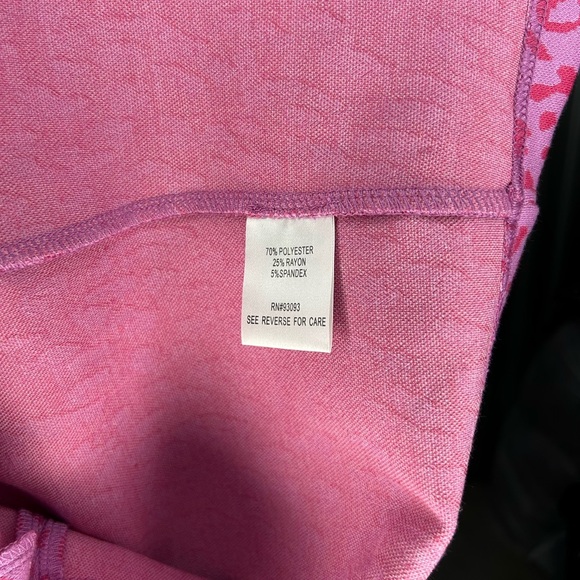 70% POLYESTER
25% RAYON
5%SPANDEX
RN#93093
SEE REVERSE FOR CARE